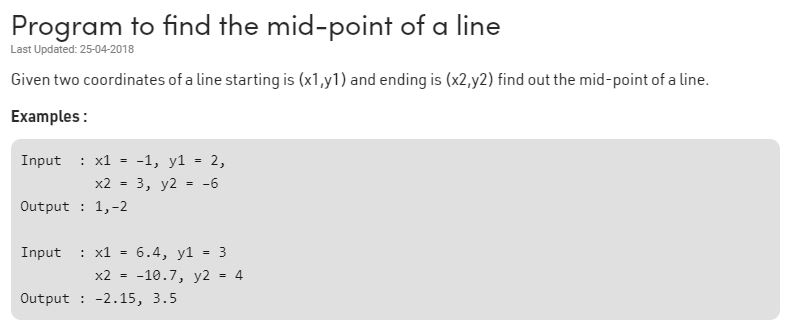 Program to find the mid-point of a line
Last Updated: 25-04-2018
Given two coordinates of a line starting is (x1,y1) and ending is (x2,y2) find out the mid-point of a line.
Examples :
Input  : x1 = –1, y1 = 2,
         x2 = 3, y2 = –6
Output : 1,–2
Input  : x1 = 6.4, y1 = 3
         x2 = –10.7, y2 = 4
Output : –2.15, 3.5